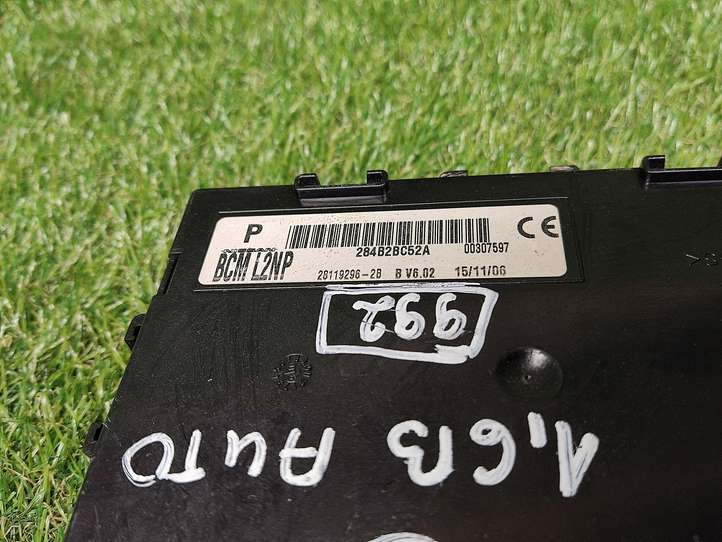 P
284B2BC52A 00307597 CE
BCM L2NP
28119296-2B B V6.02 15/11/06
992
1,6B Auto